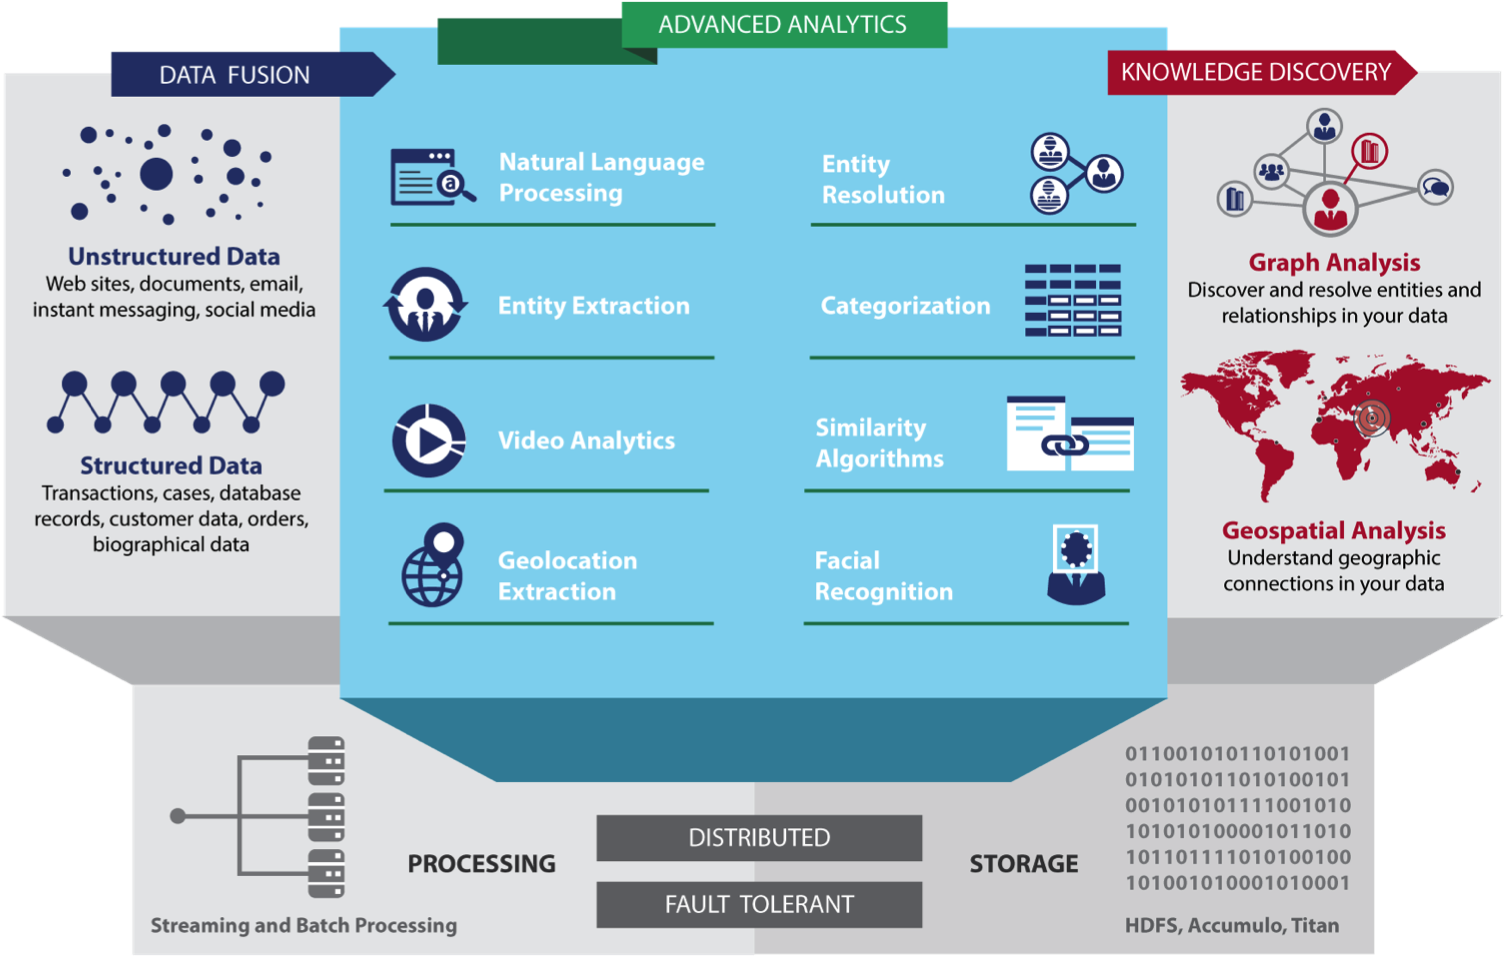 ADVANCED ANALYTICS
DATA FUSION
KNOWLEDGE DISCOVERY
Unstructured Data
Web sites, documents, email,
instant messaging, social media
Structured Data
Transactions, cases, database
records, customer data, orders,
biographical data
a
Natural Language
Processing
Entity Extraction
Video Analytics
Geolocation
Extraction
Entity
Resolution
Categorization
Similarity
Algorithms
Facial
Recognition
Graph Analysis
Discover and resolve entities and
relationships in your data
Geospatial Analysis
Understand geographic
connections in your data
PROCESSING
Streaming and Batch Processing
DISTRIBUTED
FAULT TOLERANT
STORAGE
011001010110101001
010101011010100101
001010101111001010
101010100001011010
101101111010100100
101001010001010001
HDFS, Accumulo, Titan